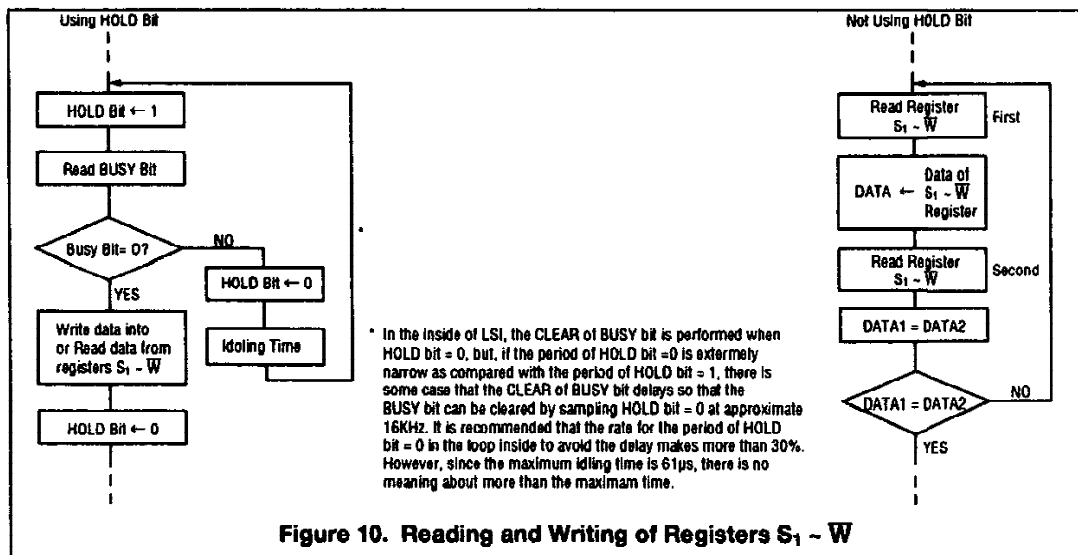 Using HOLD Bit
HOLD Bit ← 1
Read BUSY Bit
Busy Bit= 0?
NO
HOLD Bit ← 0
Idoling Time
YES
Write data into
or Read data from
registers S₁ ~ W̅
HOLD Bit ← 0
*
* In the inside of LSI, the CLEAR of BUSY bit is performed when
HOLD bit = 0, but, if the period of HOLD bit =0 is extermely
narrow as compared with the period of HOLD bit = 1, there is
some case that the CLEAR of BUSY bit delays so that the
BUSY bit can be cleared by sampling HOLD bit = 0 at approximate
16KHz. It is recommended that the rate for the period of HOLD
bit = 0 in the loop inside to avoid the delay makes more than 30%.
However, since the maximum idling time is 61µs, there is no
meaning about more than the maximam time.
Not Using HOLD Bit
Read Register
S₁ ~ W̅
First
DATA ← Data of
S₁ ~ W̅
Register
Read Register
S₁ ~ W̅
Second
DATA1 = DATA2
DATA1 = DATA2
NO
YES
Figure 10. Reading and Writing of Registers S₁ ~ W̅